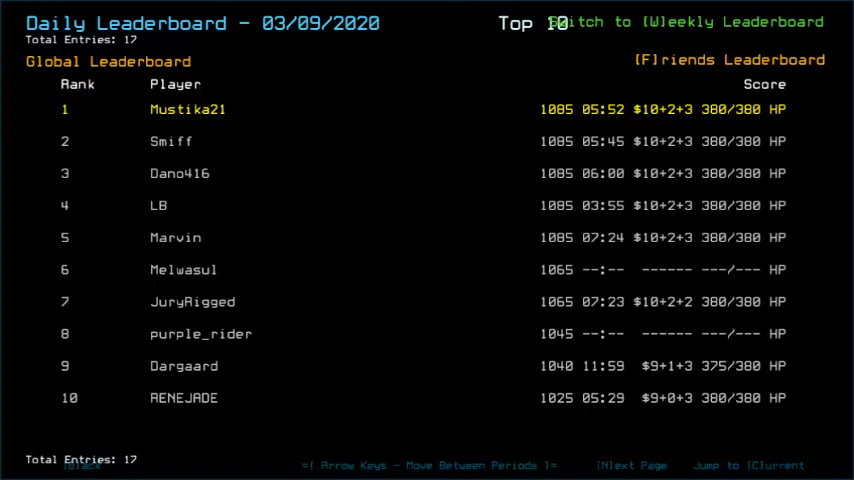 Daily Leaderboard - 03/09/2020 Top 10 Switch to [W]eekly Leaderboard
Total Entries: 17
Global Leaderboard [F]riends Leaderboard
Rank Player Score
1 Mustika21 1085 05:52 $10+2+3 380/380 HP
2 Smiff 1085 05:45 $10+2+3 380/380 HP
3 Dano416 1085 06:00 $10+2+3 380/380 HP
4 LB 1085 03:55 $10+2+3 380/380 HP
5 Marvin 1085 07:24 $10+2+3 380/380 HP
6 Melwasul 1065 --:-- ------ ---/--- HP
7 JuryRigged 1065 07:23 $10+2+2 380/380 HP
8 purple_rider 1045 --:-- ------ ---/--- HP
9 Dargaard 1040 11:59 $9+1+3 375/380 HP
10 RENEJADE 1025 05:29 $9+0+3 380/380 HP
Total Entries: 17
[B]ack =[ Arrow Keys - Move Between Periods ]= [N]ext Page Jump to [C]urrent